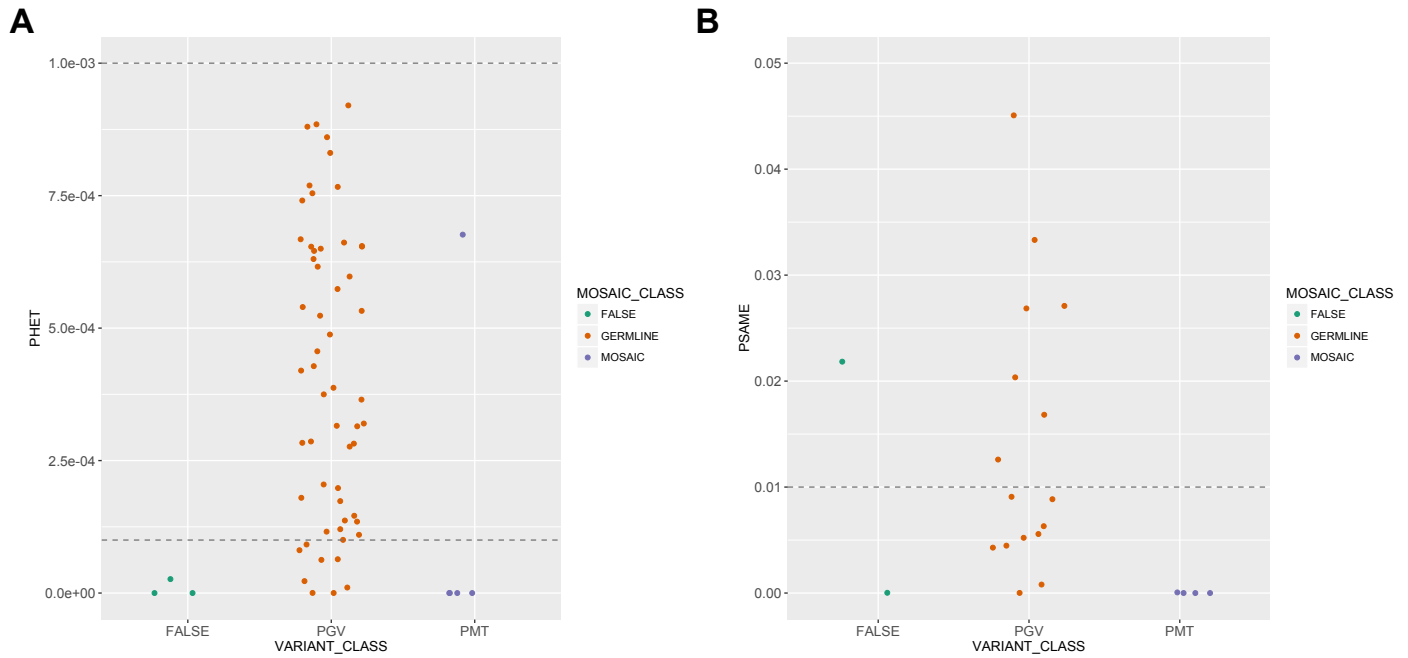 A
1.0e-03
7.5e-04
5.0e-04
2.5e-04
0.0e+00
PHET
FALSE
PGV
PMT
VARIANT_CLASS
MOSAIC_CLASS
FALSE
GERMLINE
MOSAIC
B
0.05
0.04
0.03
0.02
0.01
0.00
PSAME
FALSE
PGV
PMT
VARIANT_CLASS
MOSAIC_CLASS
FALSE
GERMLINE
MOSAIC